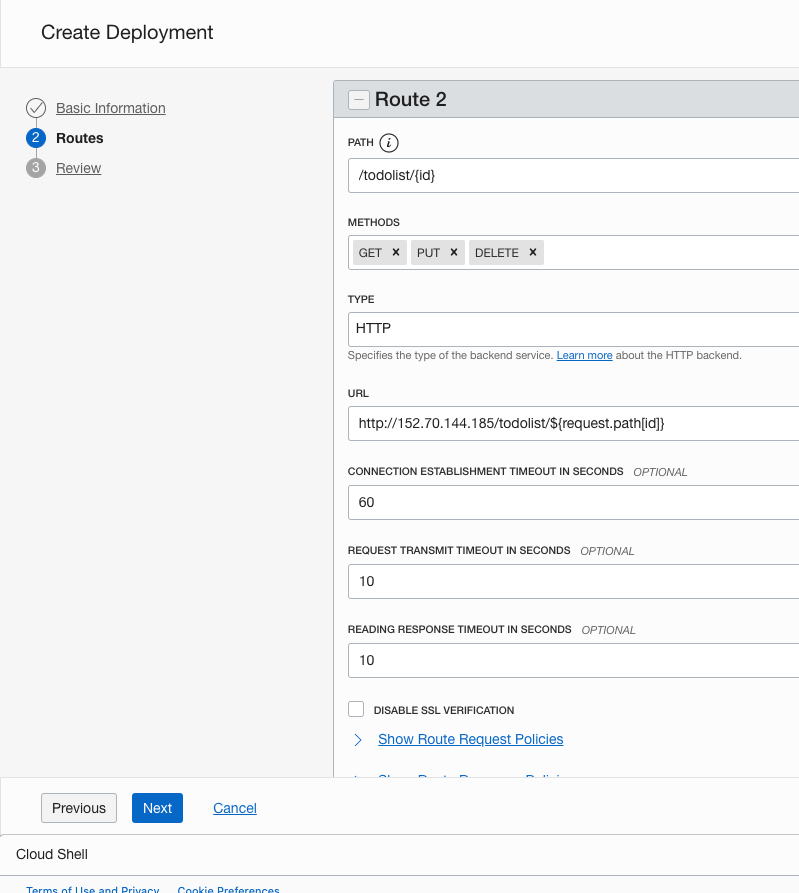 Create Deployment
Basic Information
2 Routes
3 Review
Route 2
PATH i
/todolist/{id}
METHODS
GET × PUT × DELETE ×
TYPE
HTTP
Specifies the type of the backend service. Learn more about the HTTP backend.
URL
http://152.70.144.185/todolist/${request.path[id]}
CONNECTION ESTABLISHMENT TIMEOUT IN SECONDS OPTIONAL
60
REQUEST TRANSMIT TIMEOUT IN SECONDS OPTIONAL
10
READING RESPONSE TIMEOUT IN SECONDS OPTIONAL
10
DISABLE SSL VERIFICATION
Show Route Request Policies
Previous Next Cancel
Cloud Shell
Terms of Use and Privacy Cookie Preferences